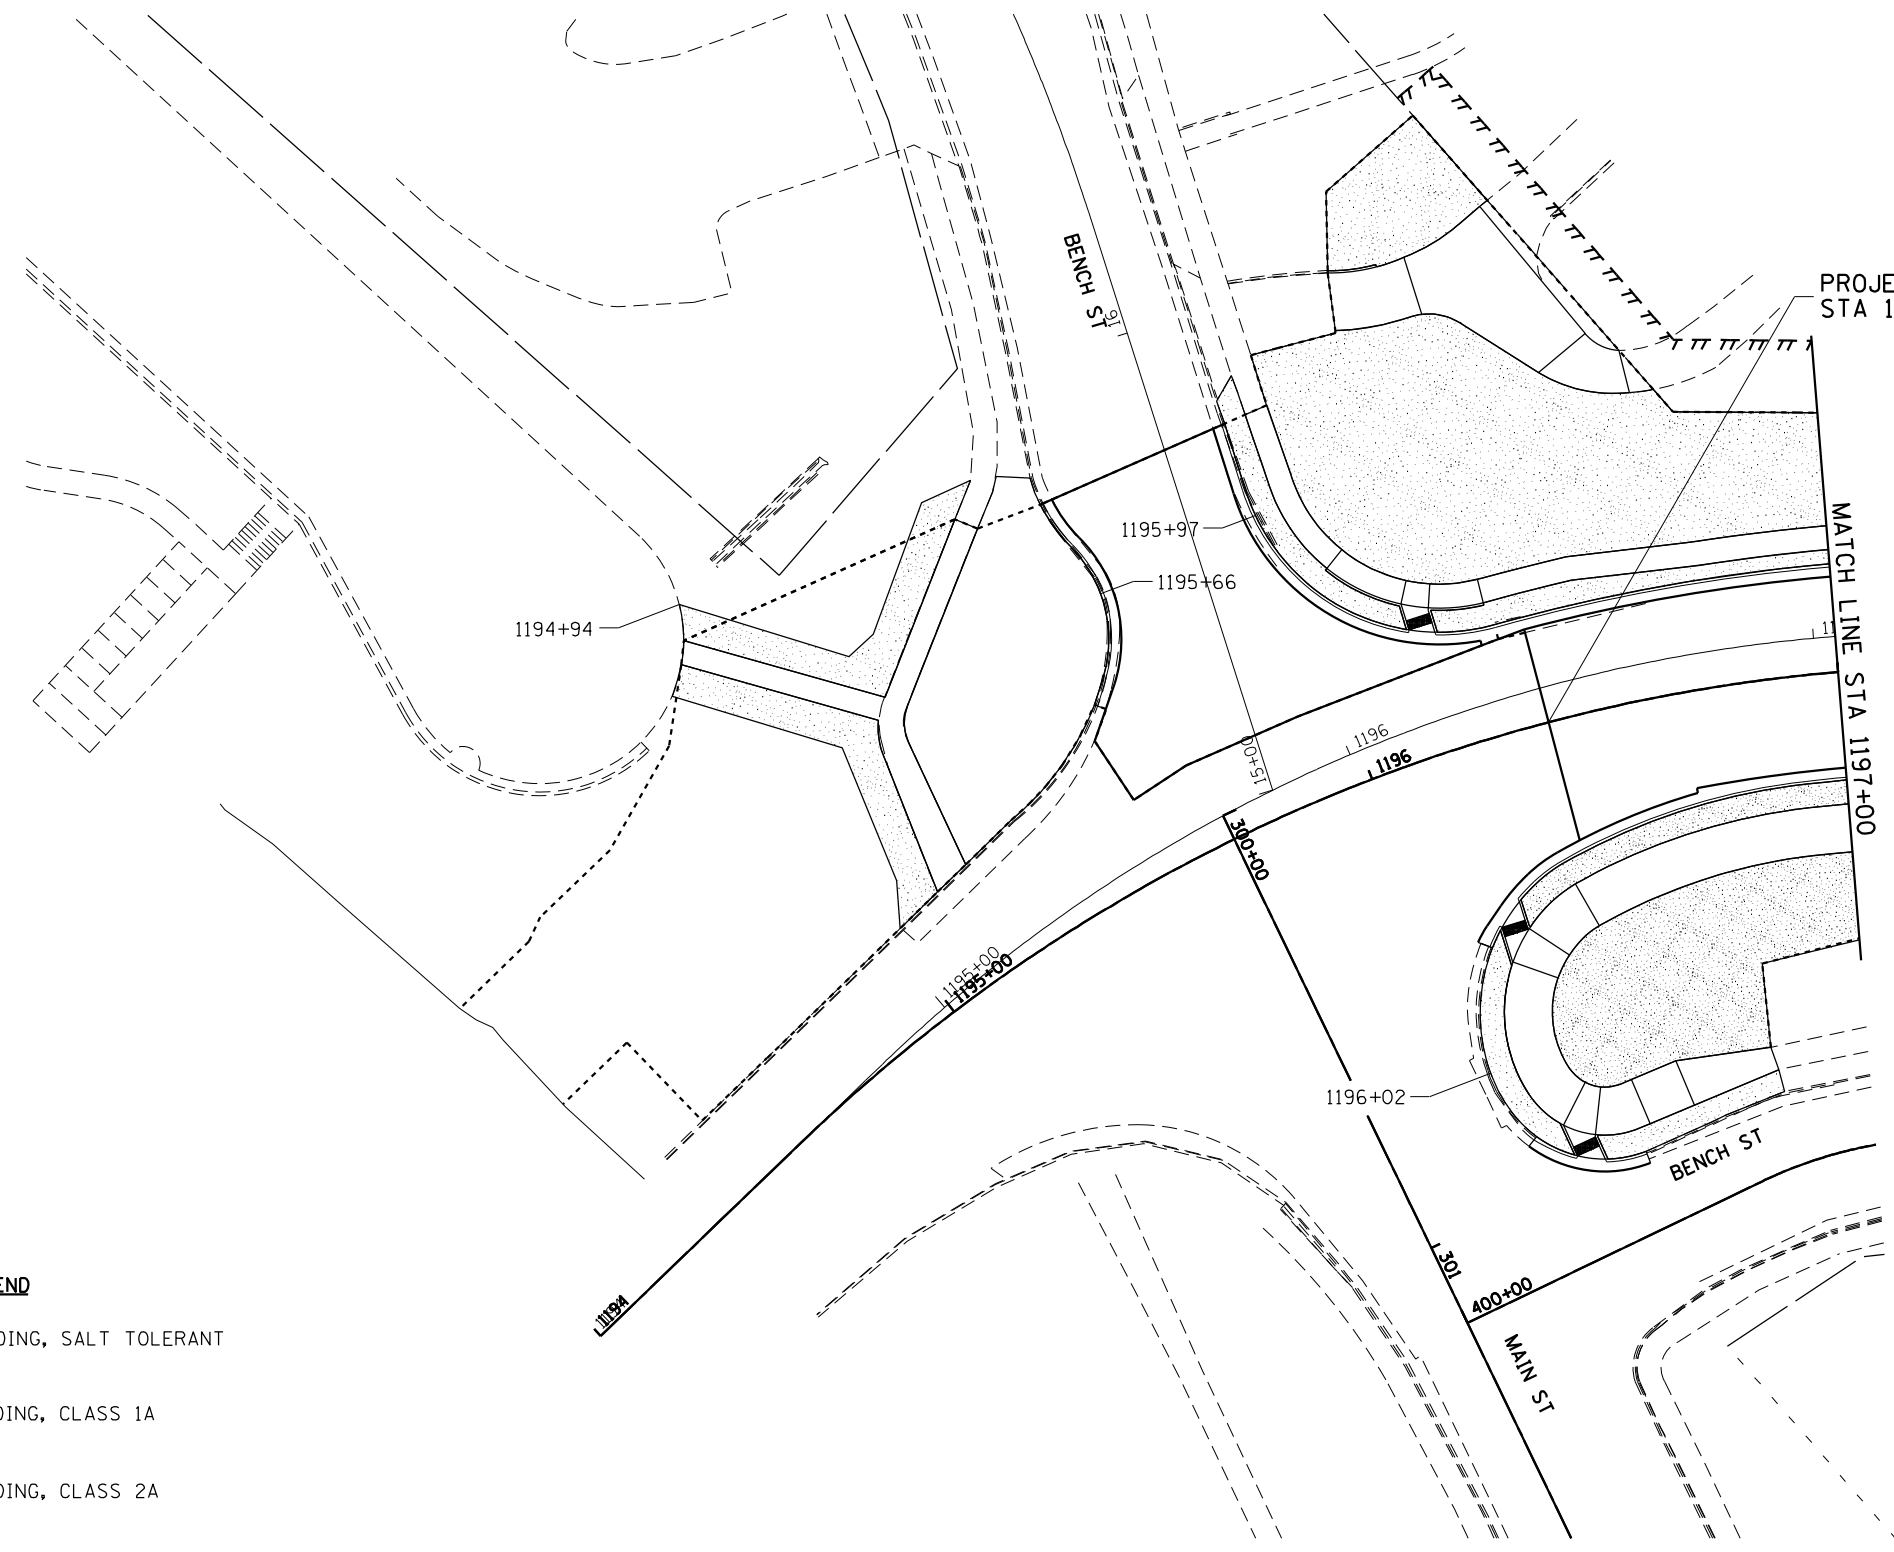 BENCH ST
16
PROJE
STA 1
1195+97
1195+66
1194+94
MATCH LINE STA 1197+00
11
15+00
1196
1196
300+00
1195+00
1195+00
1196+02
BENCH ST
301
400+00
MAIN ST
1194
END
DING, SALT TOLERANT
DING, CLASS 1A
DING, CLASS 2A